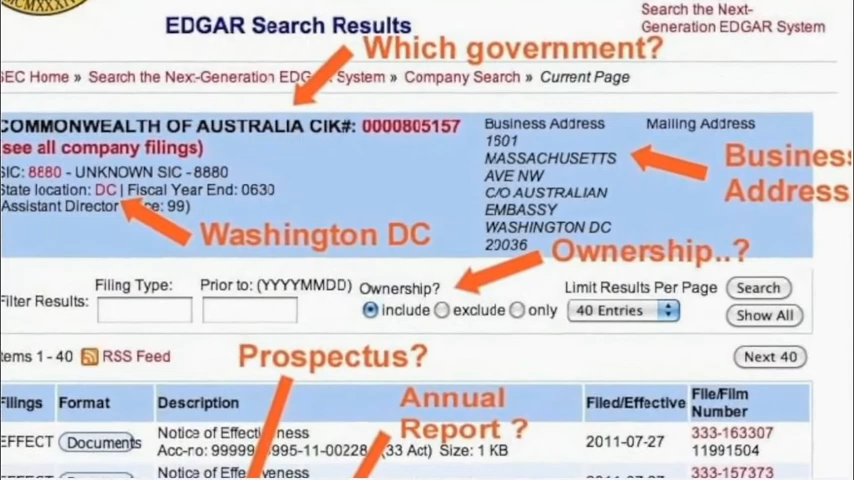 EDGAR Search Results
Search the Next-
Generation EDGAR System
Which government?
SEC Home » Search the Next-Generation EDGAR System » Company Search » Current Page
COMMONWEALTH OF AUSTRALIA CIK#: 0000805157
(see all company filings)
SIC: 8880 - UNKNOWN SIC - 8880
State location: DC | Fiscal Year End: 0630
(Assistant Director 99)
Washington DC
Business Address
1601
MASSACHUSETTS
AVE NW
C/O AUSTRALIAN
EMBASSY
WASHINGTON DC
20036
Mailing Address
Business
Address
Ownership..?
Filter Results:
Filing Type:
Prior to: (YYYYMMDD)
Ownership?
include exclude only
Limit Results Per Page
40 Entries
Search
Show All
Items 1 - 40 RSS Feed
Next 40
Prospectus?
Annual
Report ?
Filings Format Description Filed/Effective File/Film
Number
EFFECT Documents Notice of Effectiveness 2011-07-27 333-163307
(33 Act) Size: 1 KB 11991504
Notice of Effectiveness 333-157373